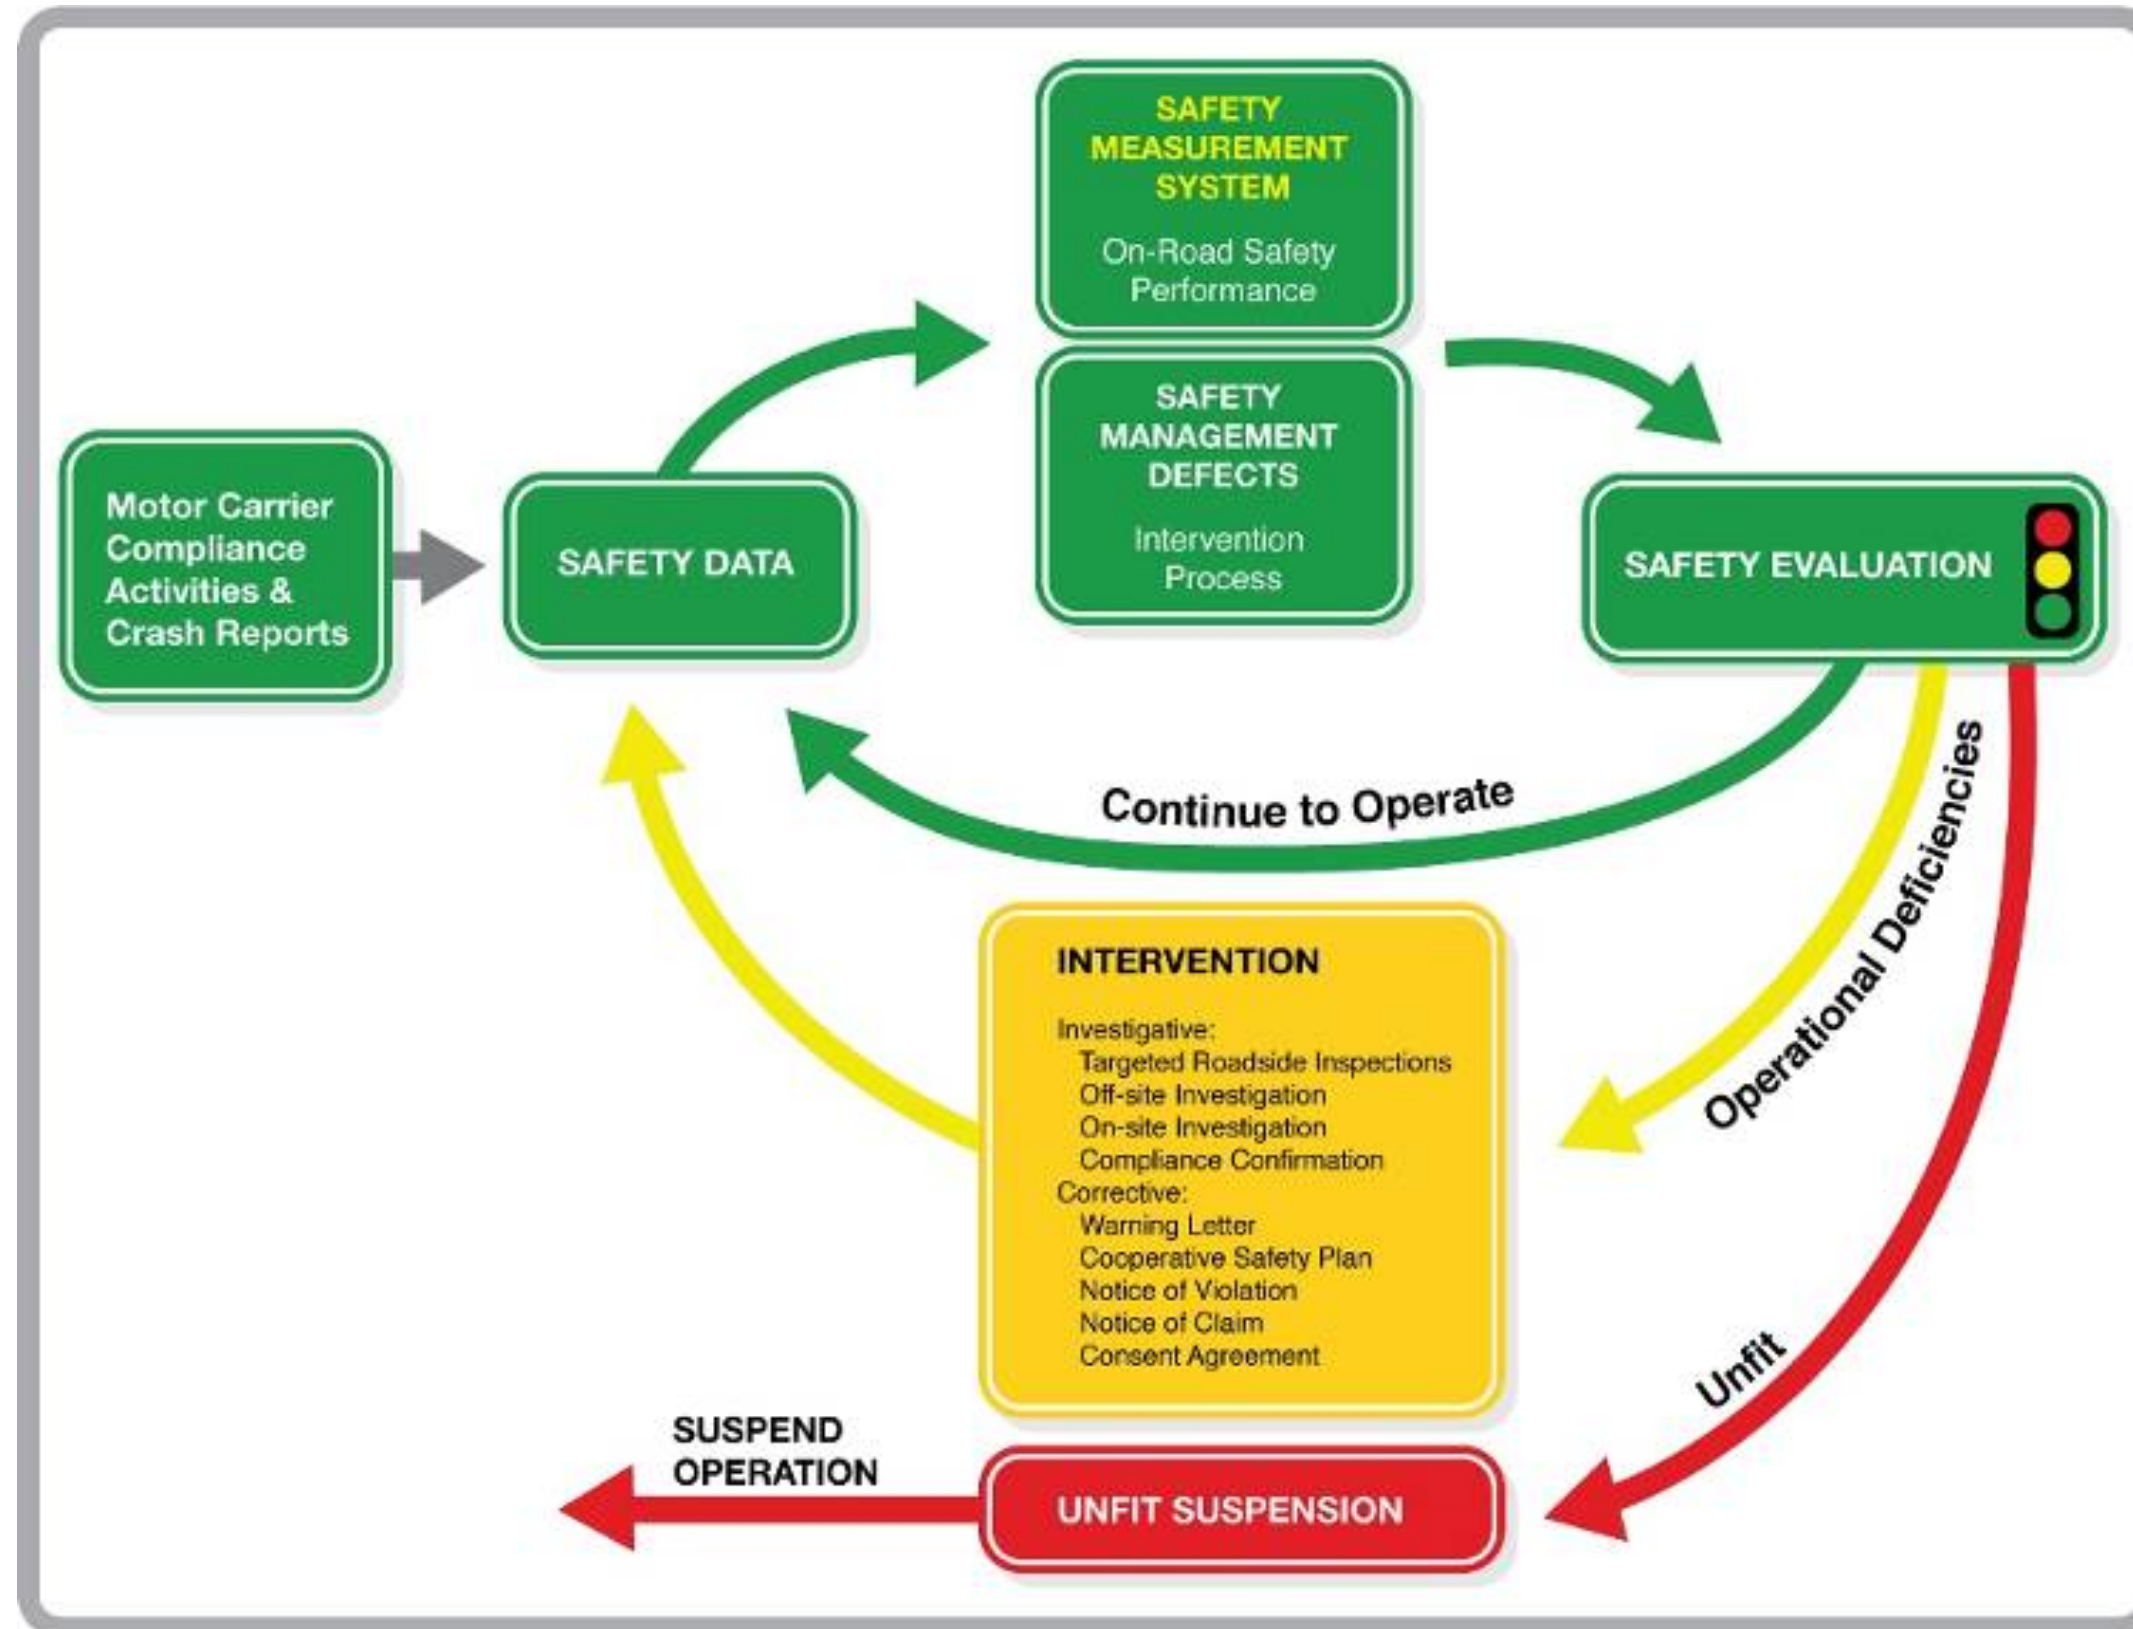 SAFETY
MEASUREMENT
SYSTEM
On-Road Safety
Performance
SAFETY
MANAGEMENT
DEFECTS
Intervention
Process
Motor Carrier
Compliance
Activities &
Crash Reports
SAFETY DATA
SAFETY EVALUATION
Continue to Operate
Operational Deficiencies
Unfit
INTERVENTION
Investigative:
Targeted Roadside Inspections
Off-site Investigation
On-site Investigation
Compliance Confirmation
Corrective:
Warning Letter
Cooperative Safety Plan
Notice of Violation
Notice of Claim
Consent Agreement
SUSPEND
OPERATION
UNFIT SUSPENSION